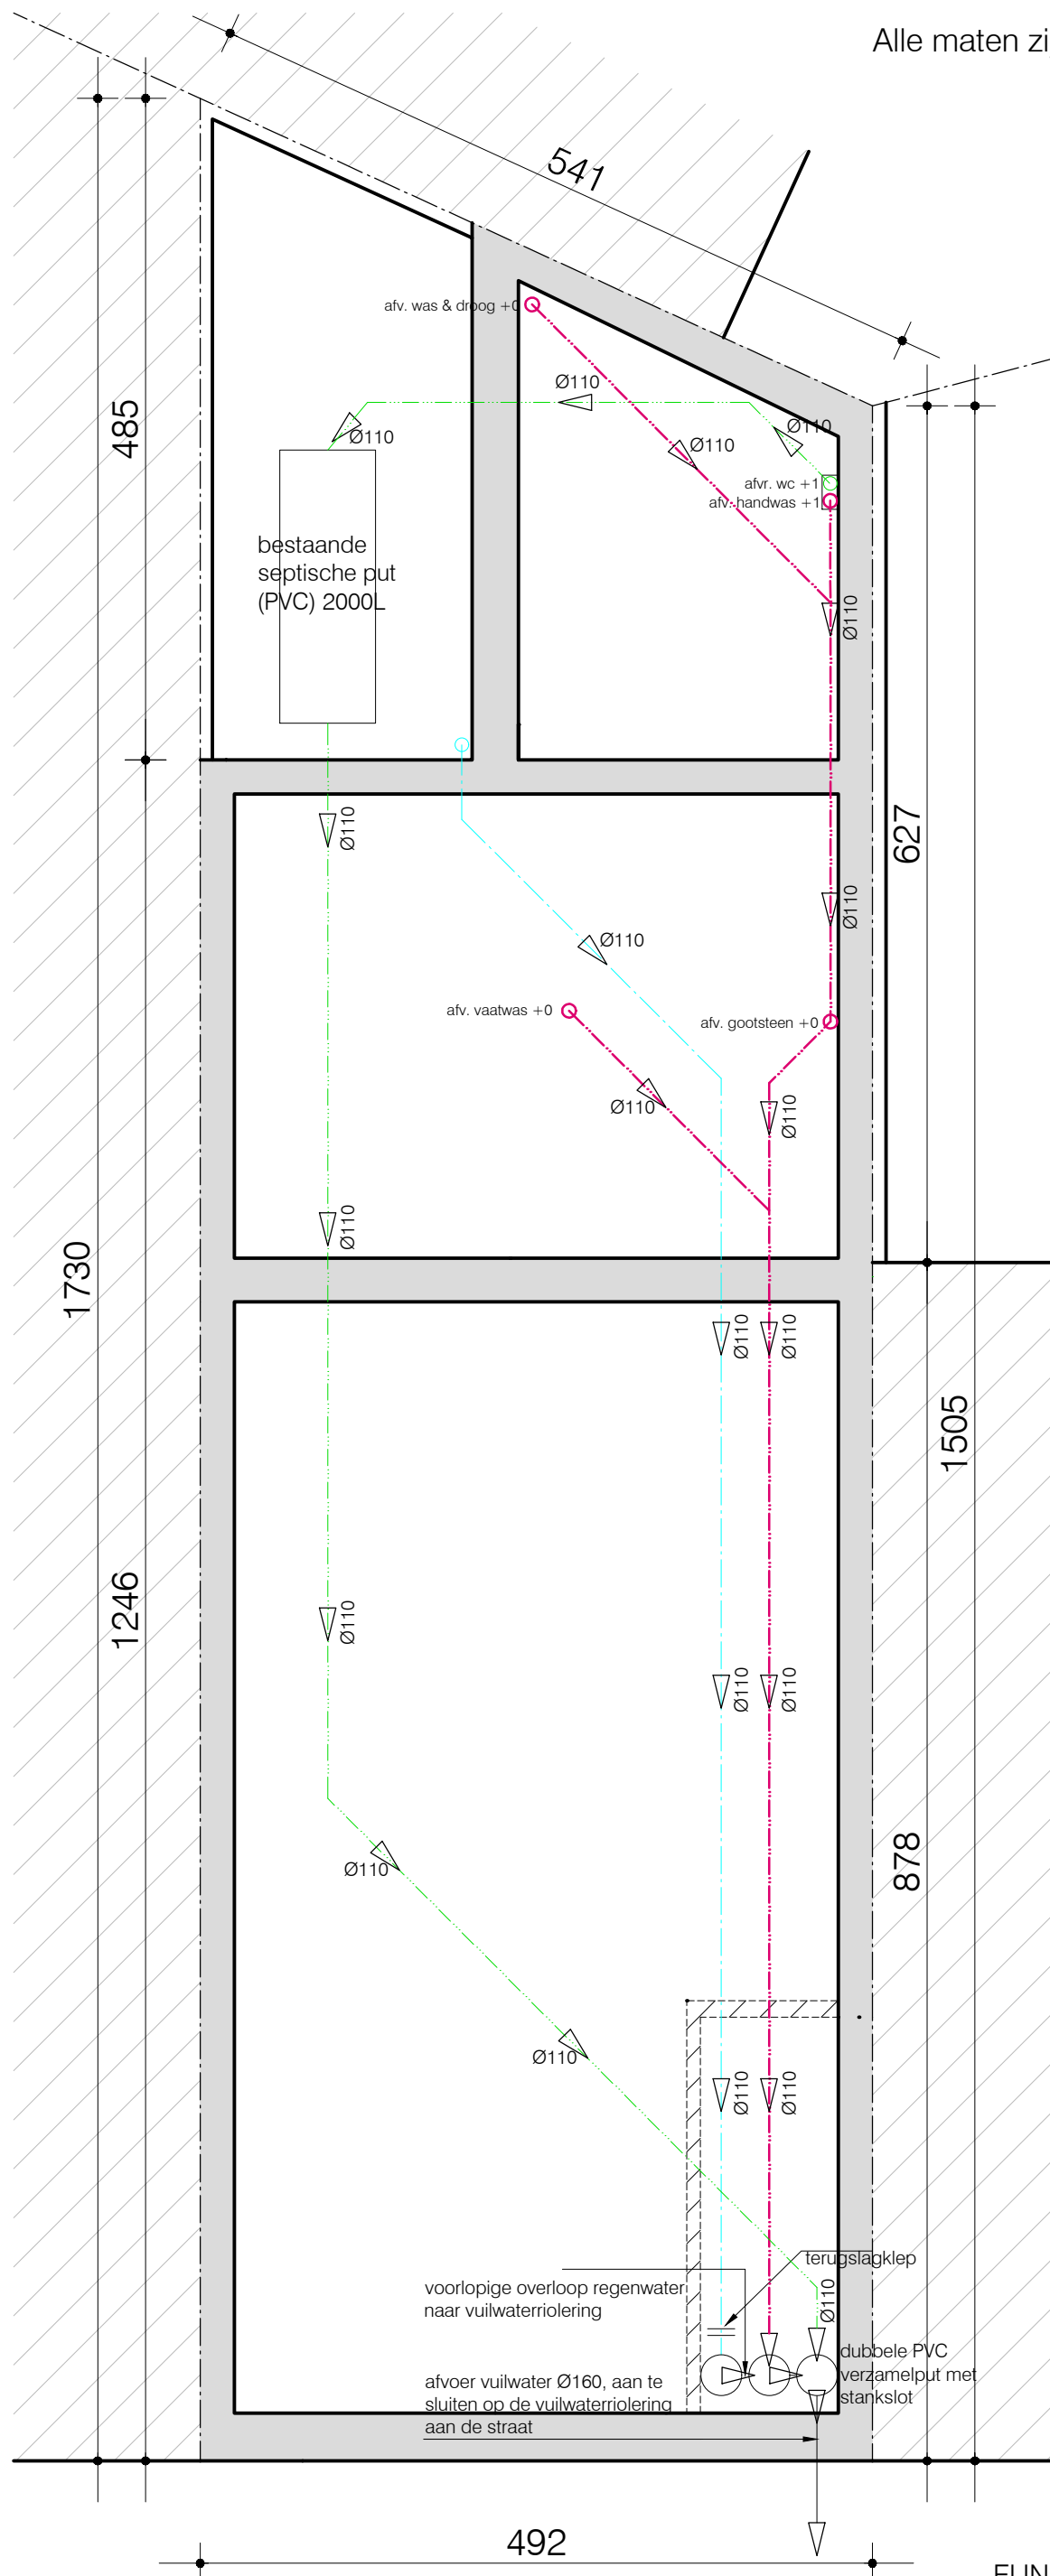 Alle maten zi
541
afv. was & droog +0
Ø110
Ø110
Ø110
Ø110
485
afvr. wc +1
afv. handwas +1
bestaande
septische put
(PVC) 2000L
Ø110
627
Ø110
Ø110
Ø110
afv. vaatwas +0
afv. gootsteen +0
Ø110
Ø110
Ø110
1730
Ø110
Ø110
1505
1246
Ø110
Ø110
Ø110
878
Ø110
Ø110
Ø110
Ø110
terugslagklep
voorlopige overloop regenwater
naar vuilwaterriolering
Ø110
dubbele PVC
verzamelput met
stankslot
afvoer vuilwater Ø160, aan te
sluiten op de vuilwaterriolering
aan de straat
492